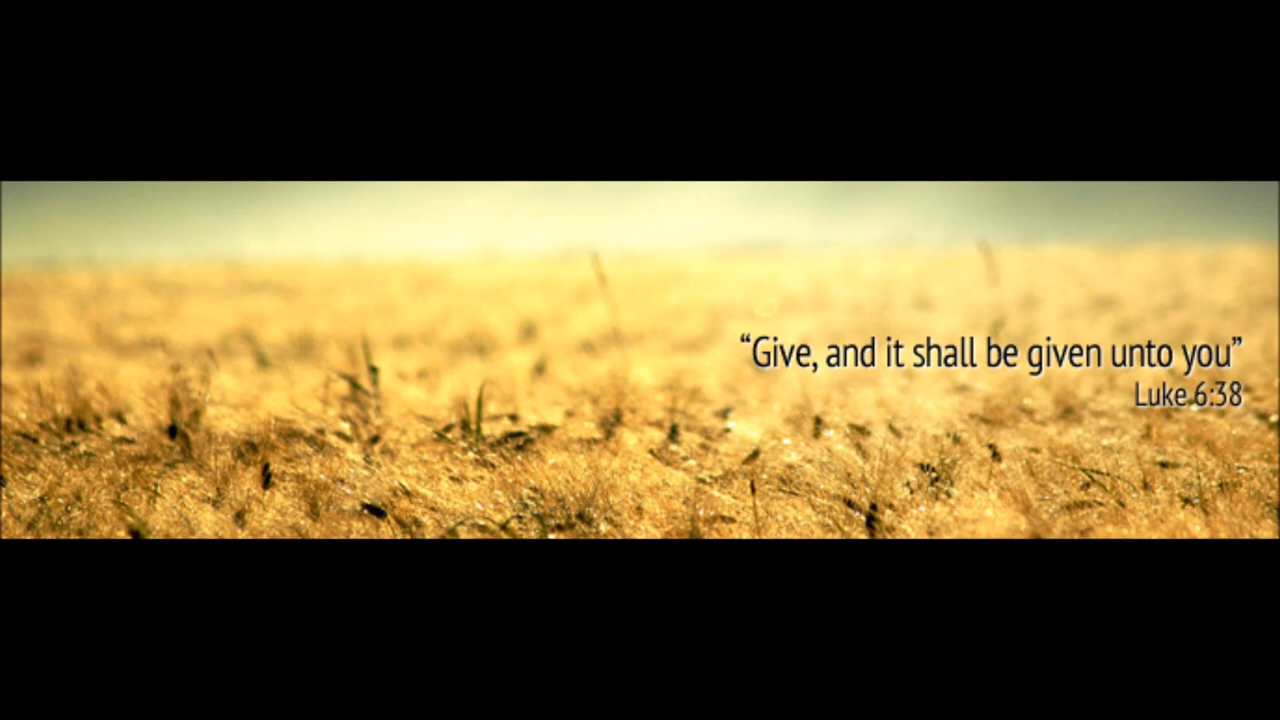 “Give, and it shall be given unto you”
Luke 6:38